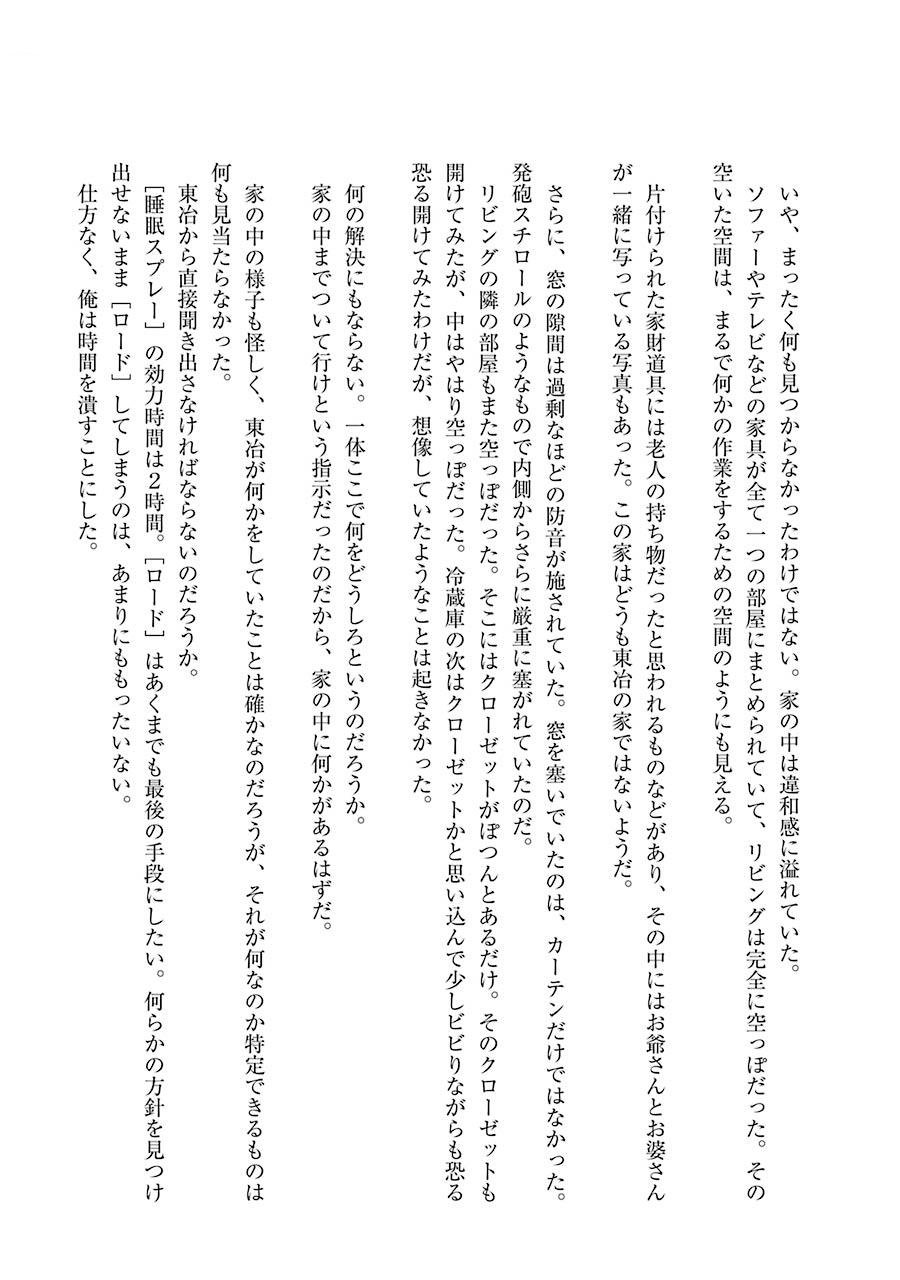 いや、まったく何も見つからなかったわけではない。家の中は違和感に溢れていた。
ソファーやテレビなどの家具が全て一つの部屋にまとめられていて、リビングは完全に空っぽだった。その
空いた空間は、まるで何かの作業をするための空間のようにも見える。
片付けられた家財道具には老人の持ち物だったと思われるものなどがあり、その中にはお爺さんとお婆さん
が一緒に写っている写真もあった。この家はどうも東冶の家ではないようだ。
さらに、窓の隙間は過剰なほどの防音が施されていた。窓を塞いでいたのは、カーテンだけではなかった。
発砲スチロールのようなもので内側からさらに厳重に塞がれていたのだ。
リビングの隣の部屋もまた空っぽだった。そこにはクローゼットがぽつんとあるだけ。そのクローゼットも
開けてみたが、中はやはり空っぽだった。冷蔵庫の次はクローゼットかと思い込んで少しビビりながらも恐る
恐る開けてみたわけだが、想像していたようなことは起きなかった。
何の解決にもならない。一体ここで何をどうしろというのだろうか。
家の中までついて行けという指示だったのだから、家の中に何かがあるはずだ。
家の中の様子も怪しく、東冶が何かをしていたことは確かなのだろうが、それが何なのか特定できるものは
何も見当たらなかった。
東冶から直接聞き出さなければならないのだろうか。
［睡眠スプレー］の効力時間は２時間。［ロード］はあくまでも最後の手段にしたい。何らかの方針を見つけ
出せないまま［ロード］してしまうのは、あまりにももったいない。
仕方なく、俺は時間を潰すことにした。